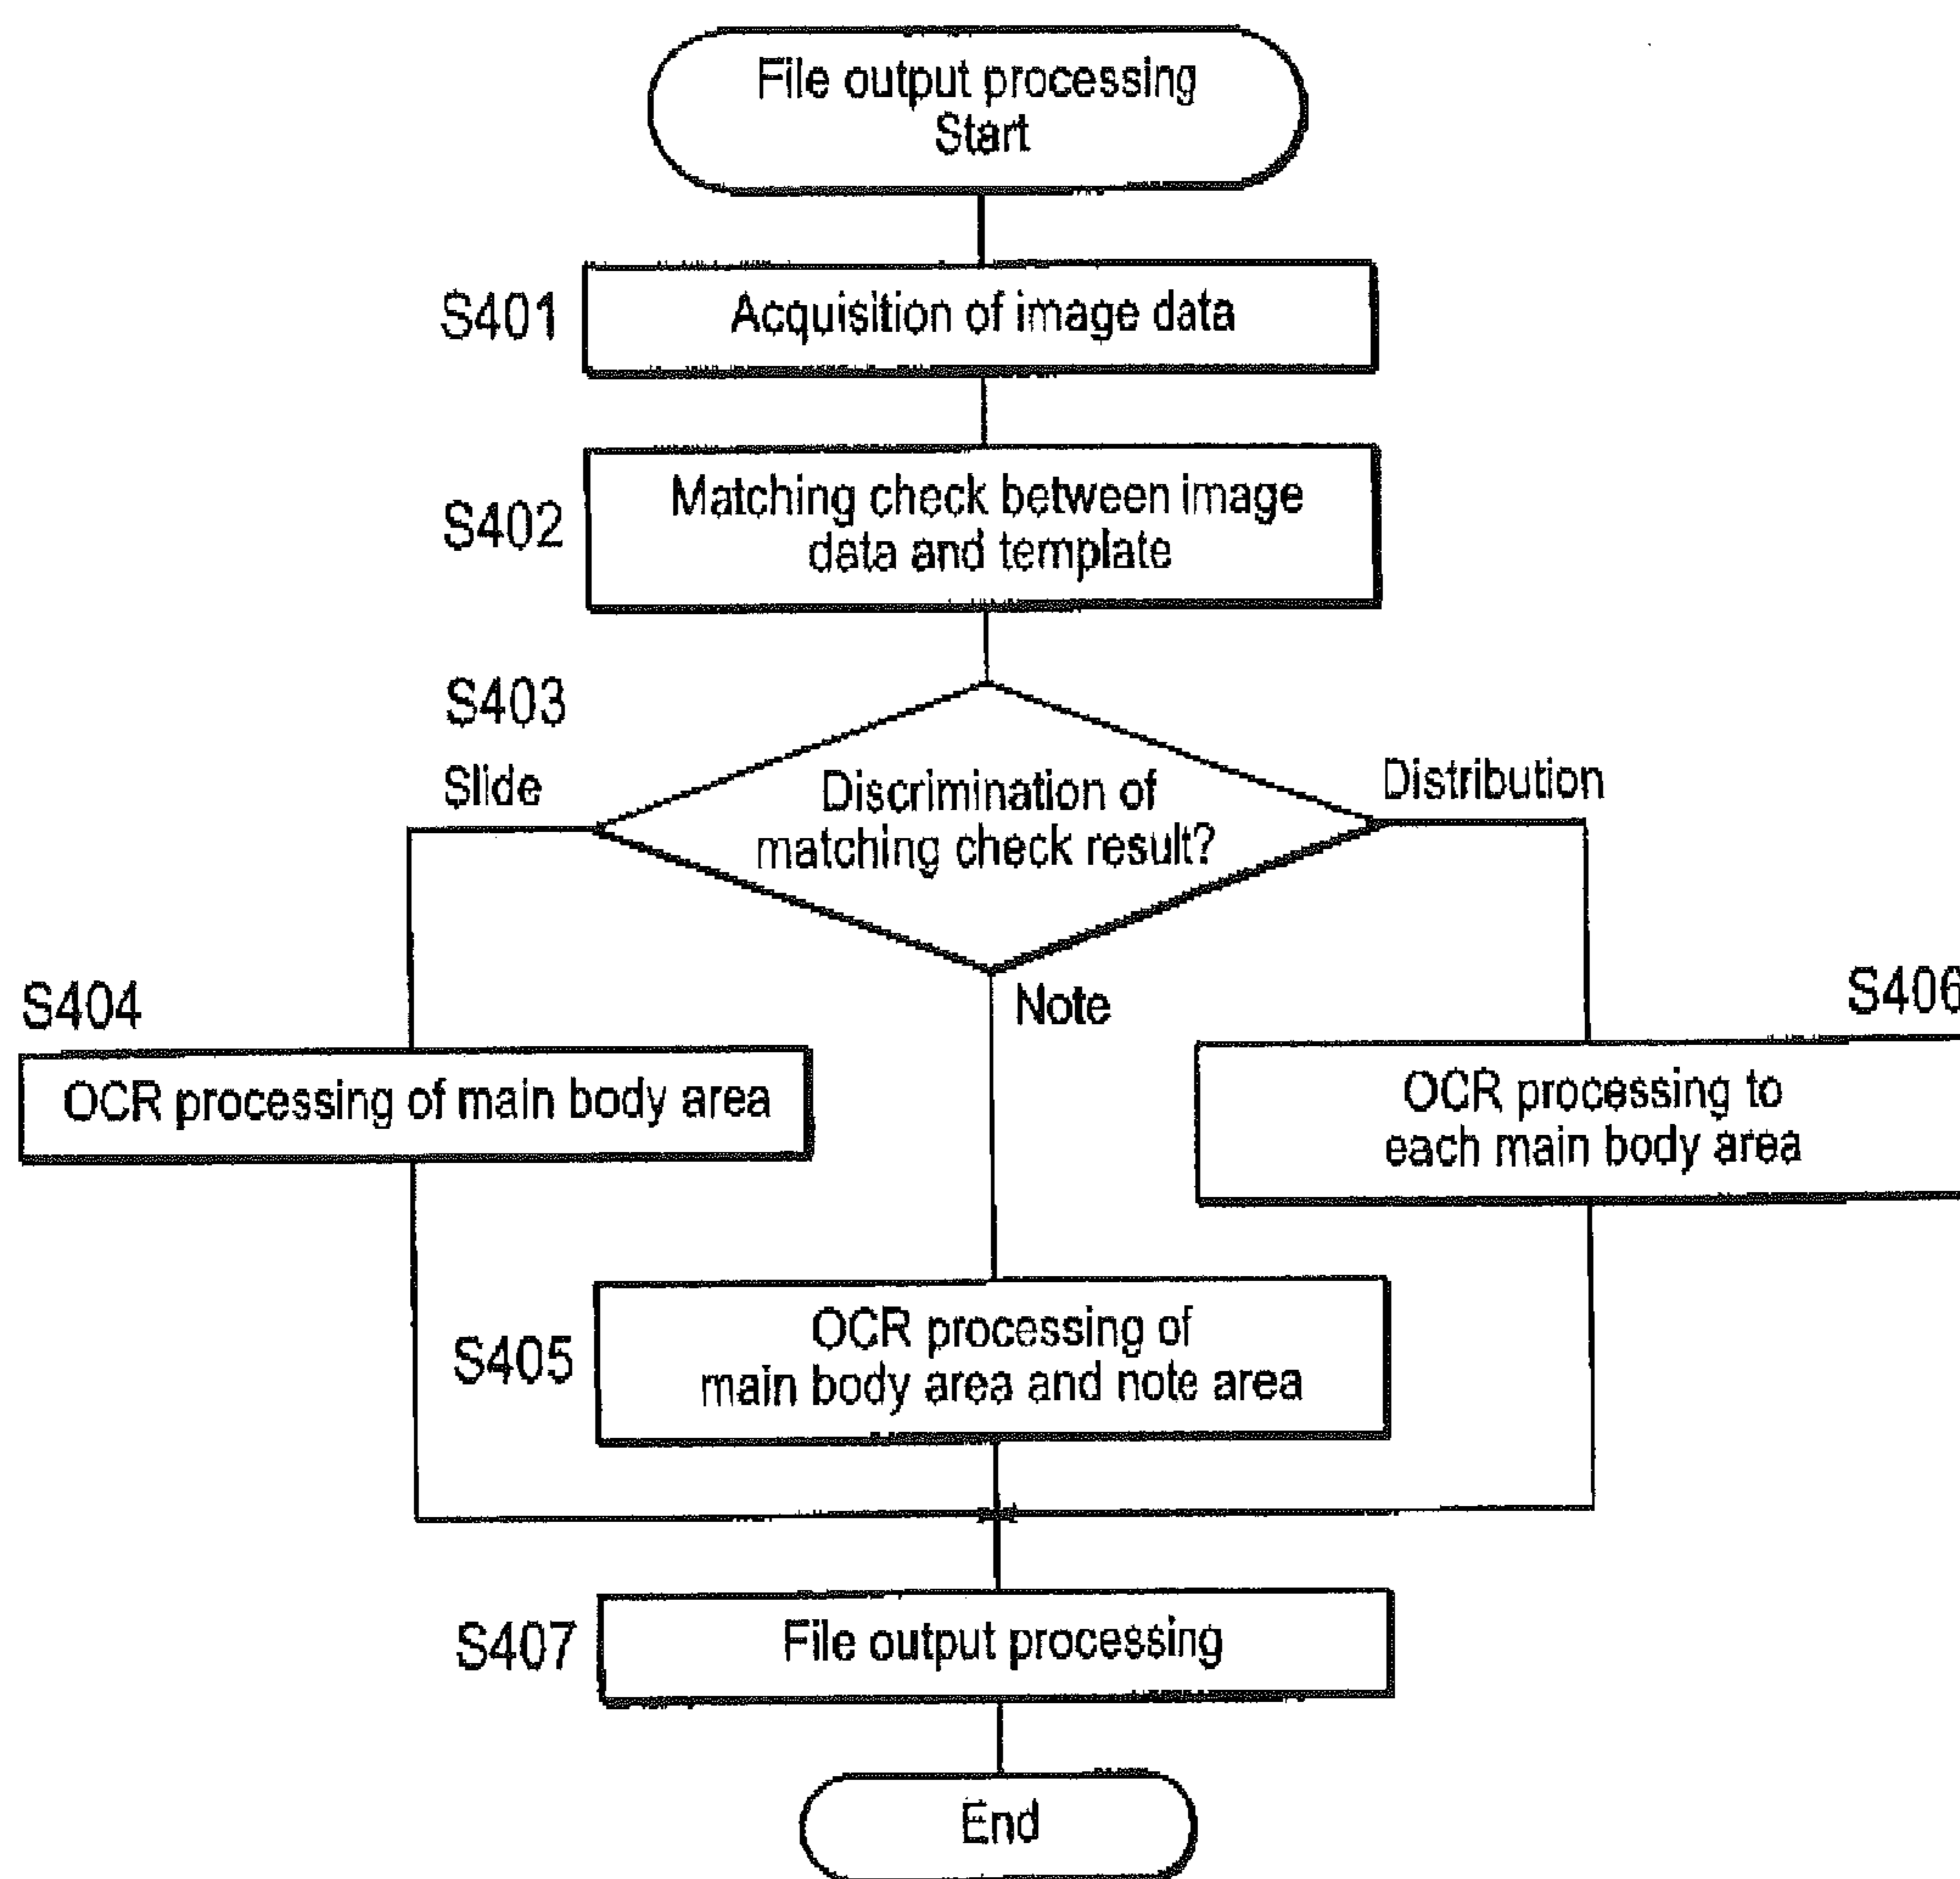 File output processing
Start
S401
Acquisition of image data
S402
Matching check between image
data and template
S403
Slide
Discrimination of
matching check result?
Distribution
Note
S404
OCR processing of main body area
S406
OCR processing to
each main body area
S405
OCR processing of
main body area and note area
S407
File output processing
End